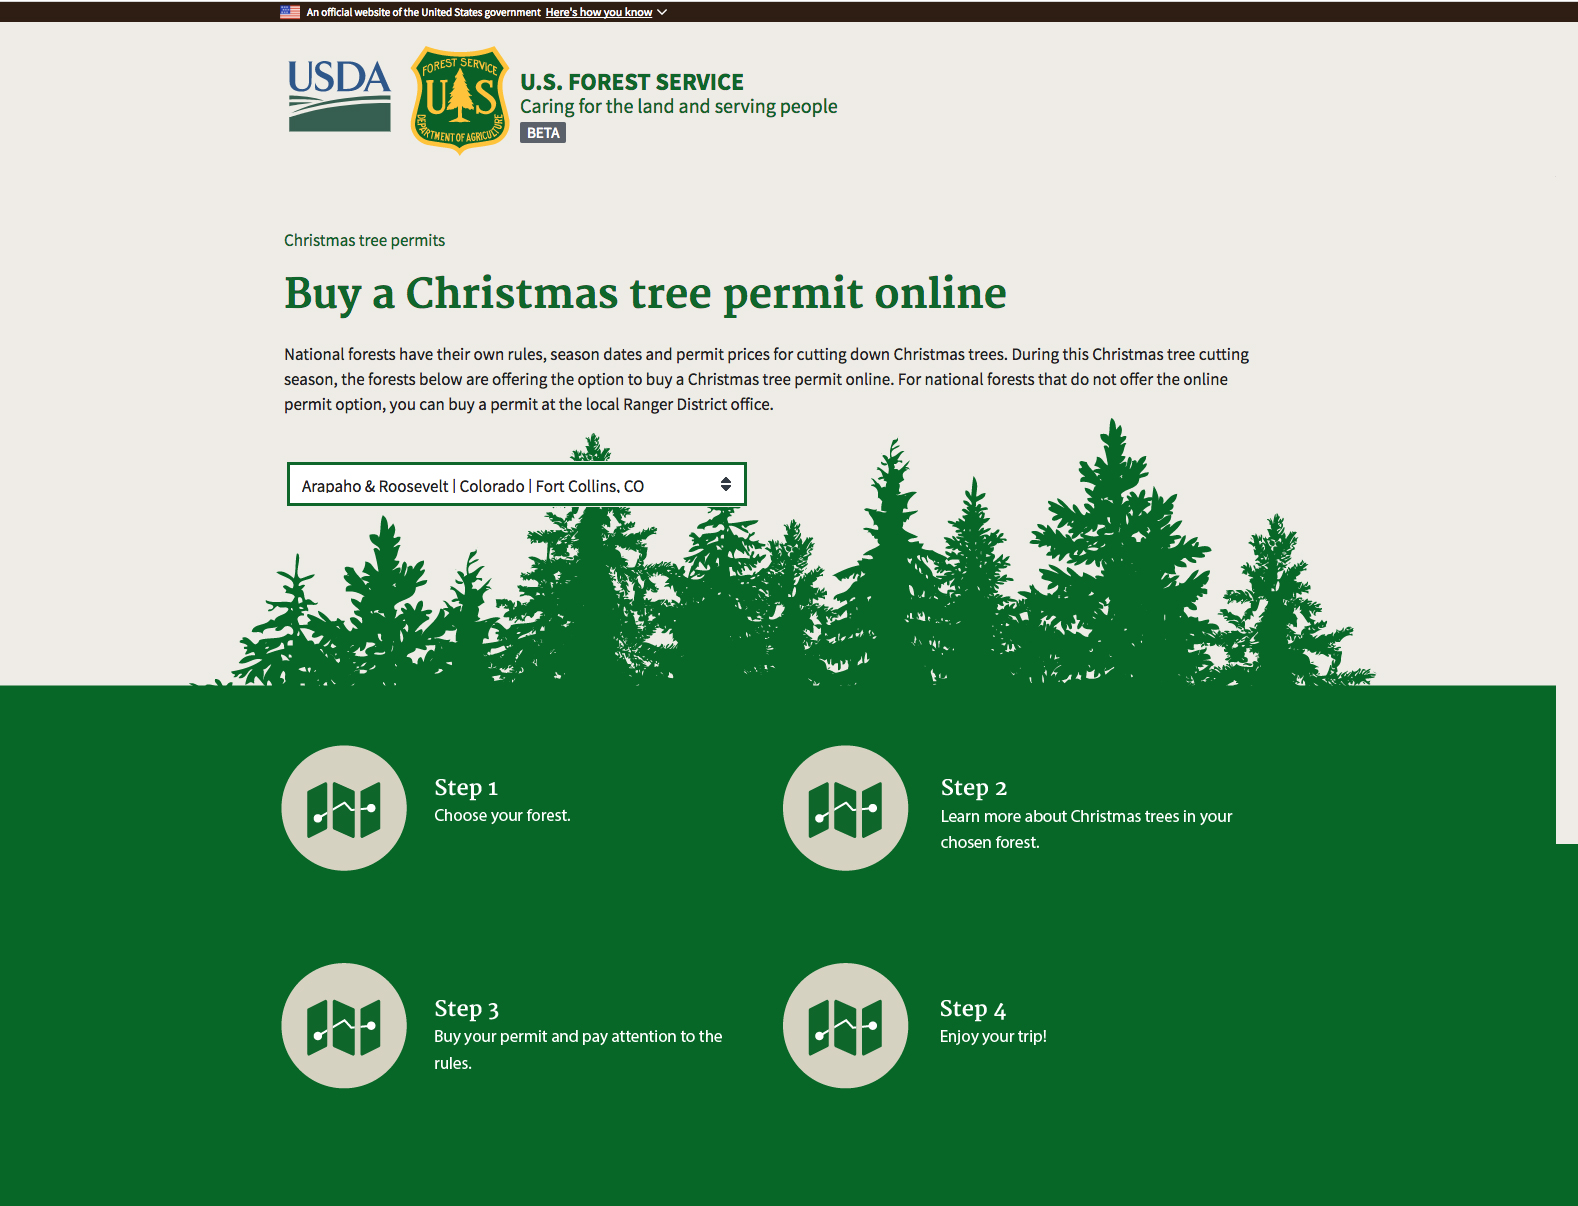 An official website of the United States government Here's how you know
USDA
FOREST SERVICE
U S
DEPARTMENT OF AGRICULTURE
U.S. FOREST SERVICE
Caring for the land and serving people
BETA
Christmas tree permits
Buy a Christmas tree permit online
National forests have their own rules, season dates and permit prices for cutting down Christmas trees. During this Christmas tree cutting
season, the forests below are offering the option to buy a Christmas tree permit online. For national forests that do not offer the online
permit option, you can buy a permit at the local Ranger District office.
Arapaho & Roosevelt | Colorado | Fort Collins, CO
Step 1
Choose your forest.
Step 2
Learn more about Christmas trees in your
chosen forest.
Step 3
Buy your permit and pay attention to the
rules.
Step 4
Enjoy your trip!